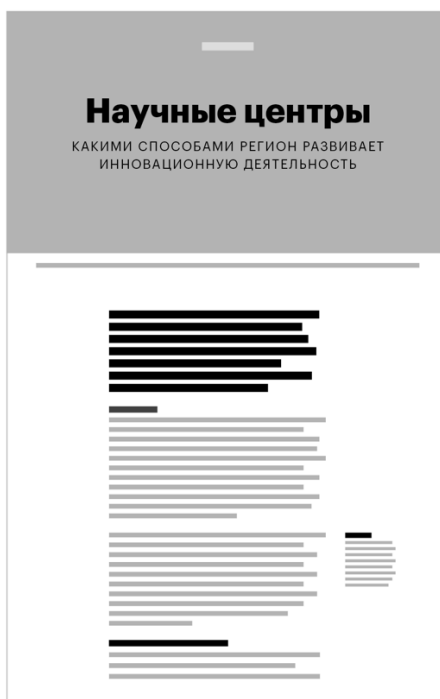 Научные центры
КАКИМИ СПОСОБАМИ РЕГИОН РАЗВИВАЕТ
ИННОВАЦИОННУЮ ДЕЯТЕЛЬНОСТЬ